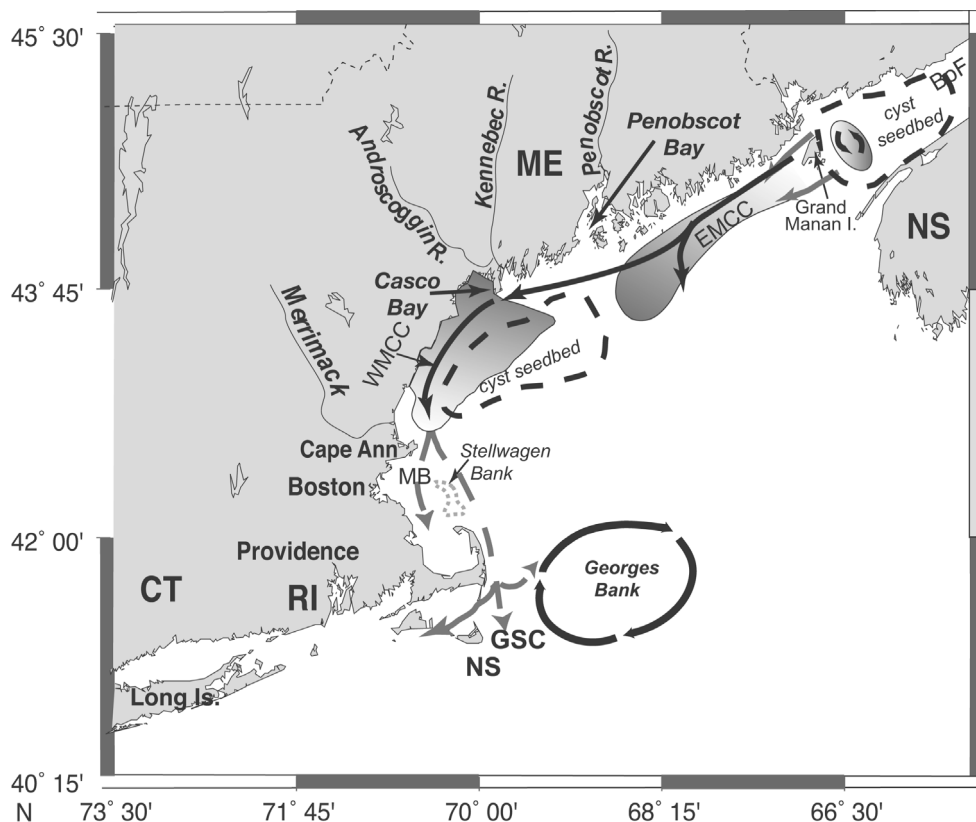 45° 30'
43° 45'
42° 00'
40° 15'
N
73° 30'
71° 45'
70° 00'
68° 15'
66° 30'
BpF
cyst
seedbed
Penobscot R.
Kennebec R.
Androscoggin R.
ME
Penobscot
Bay
Grand
Manan I.
NS
EMCC
Casco
Bay
Merrimack
WMCC
cyst seedbed
Cape Ann
Stellwagen
Bank
MB
Boston
Providence
Georges
Bank
CT
RI
GSC
NS
Long Is.